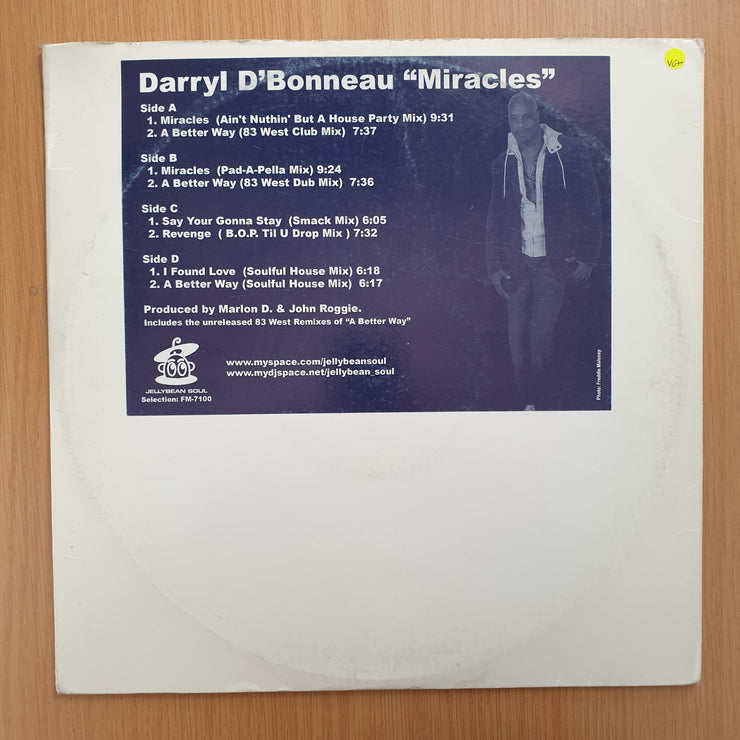 Darryl D'Bonneau "Miracles"
VG++
Side A
1. Miracles (Ain't Nuthin' But A House Party Mix) 9:31
2. A Better Way (83 West Club Mix) 7:37
Side B
1. Miracles (Pad-A-Pella Mix) 9:24
2. A Better Way (83 West Dub Mix) 7:36
Side C
1. Say Your Gonna Stay (Smack Mix) 6:05
2. Revenge ( B.O.P. Til U Drop Mix ) 7:32
Side D
1. I Found Love (Soulful House Mix) 6:18
2. A Better Way (Soulful House Mix) 6:17
Produced by Marlon D. & John Roggie.
Includes the unreleased 83 West Remixes of "A Better Way"
www.myspace.com/jellybeansoul
www.mydjspace.net/jellybean_soul
JELLYBEAN SOUL
Selection: FM-7100
Photo: Freddie Maloney